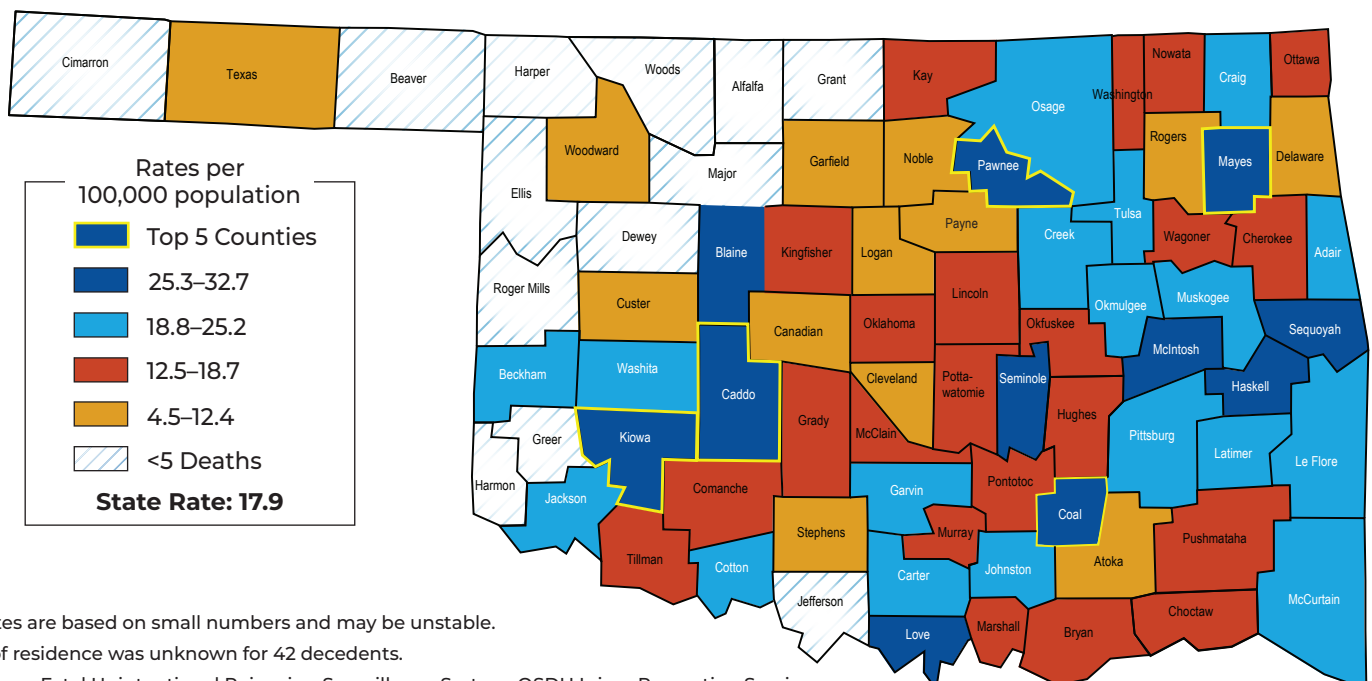 Cimarron
Texas
Beaver
Harper
Woods
Alfalfa
Grant
Kay
Osage
Washington
Nowata
Craig
Ottawa
Woodward
Garfield
Noble
Pawnee
Rogers
Mayes
Delaware
Ellis
Major
Dewey
Blaine
Kingfisher
Logan
Payne
Creek
Tulsa
Wagoner
Cherokee
Adair
Roger Mills
Custer
Canadian
Oklahoma
Lincoln
Okfuskee
Okmulgee
Muskogee
Sequoyah
McIntosh
Haskell
Beckham
Washita
Caddo
Cleveland
Potta-
watomie
Seminole
Hughes
Pittsburg
Latimer
Le Flore
Greer
Kiowa
Grady
McClain
Harmon
Jackson
Comanche
Garvin
Pontotoc
Coal
Tillman
Cotton
Stephens
Murray
Johnston
Atoka
Pushmataha
Carter
Jefferson
Love
Marshall
Bryan
Choctaw
McCurtain
Rates per
100,000 population
Top 5 Counties
25.3–32.7
18.8–25.2
12.5–18.7
4.5–12.4
<5 Deaths
State Rate: 17.9
are based on small numbers and may be unstable.
of residence was unknown for 42 decedents.